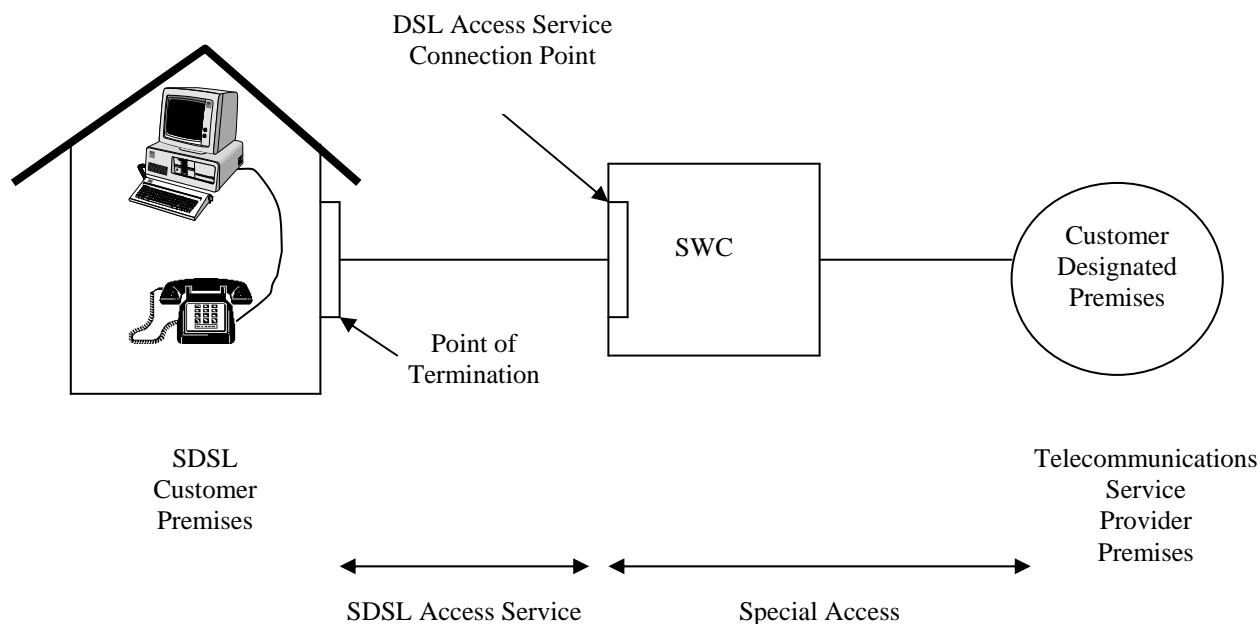 DSL Access Service
Connection Point
SWC
Customer
Designated
Premises
Point of
Termination
SDSL
Customer
Premises
Telecommunications
Service
Provider
Premises
SDSL Access Service
Special Access